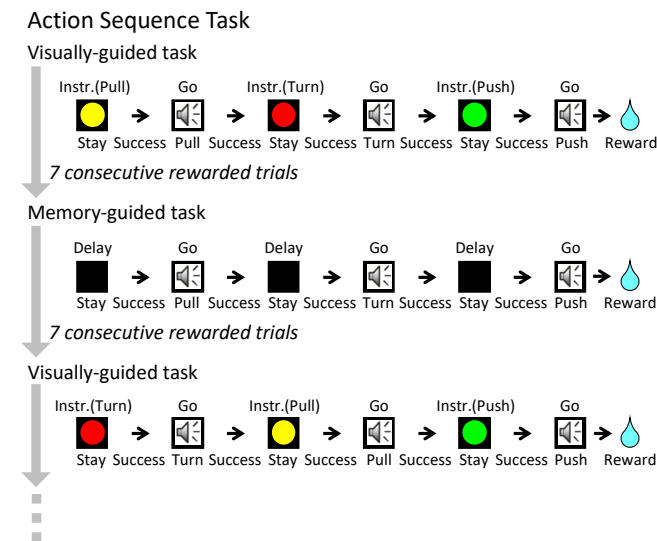 Action Sequence Task
Visually-guided task
Instr.(Pull) Go Instr.(Turn) Go Instr.(Push) Go
Stay Success Pull Success Stay Success Turn Success Stay Success Push Reward
7 consecutive rewarded trials
Memory-guided task
Delay Go Delay Go Delay Go
Stay Success Pull Success Stay Success Turn Success Stay Success Push Reward
7 consecutive rewarded trials
Visually-guided task
Instr.(Turn) Go Instr.(Pull) Go Instr.(Push) Go
Stay Success Turn Success Stay Success Pull Success Stay Success Push Reward